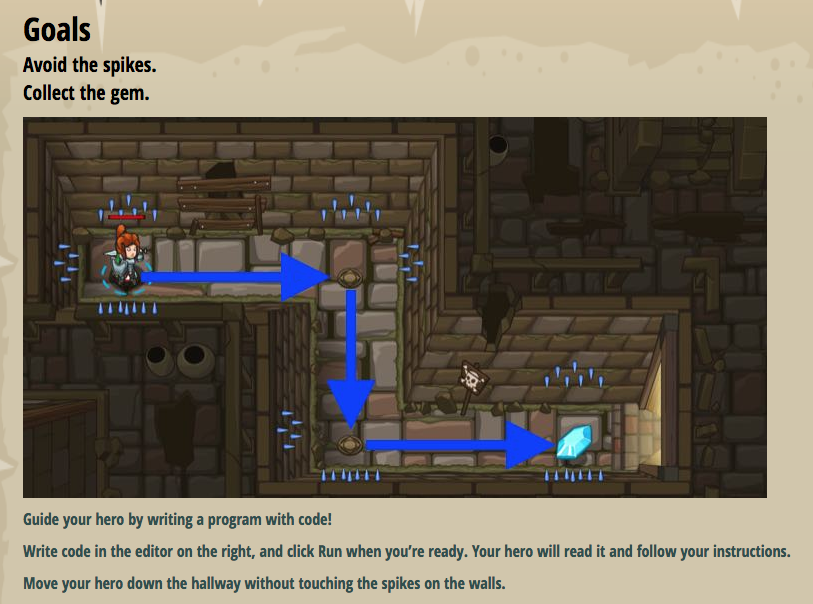 Goals
Avoid the spikes.
Collect the gem.
Guide your hero by writing a program with code!
Write code in the editor on the right, and click Run when you’re ready. Your hero will read it and follow your instructions.
Move your hero down the hallway without touching the spikes on the walls.